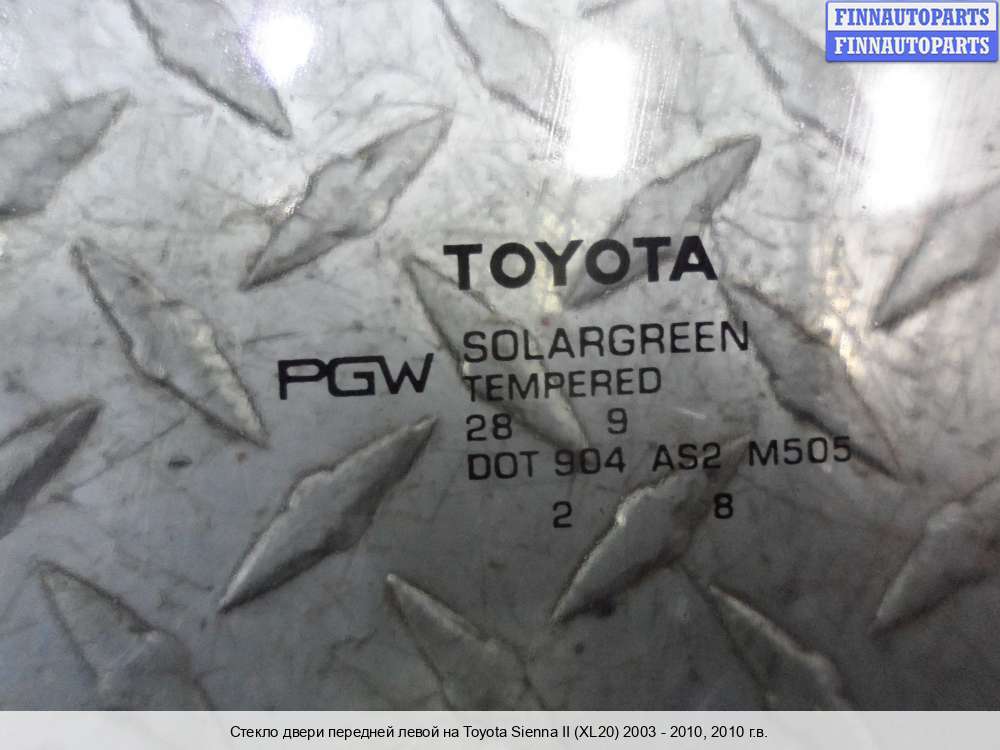 FINNAUTOPARTS
FINNAUTOPARTS
TOYOTA
PGW
SOLARGREEN
TEMPERED
28 9
DOT 904 AS2 M505
2 8
Стекло двери передней левой на Toyota Sienna II (XL20) 2003 - 2010, 2010 г.в.